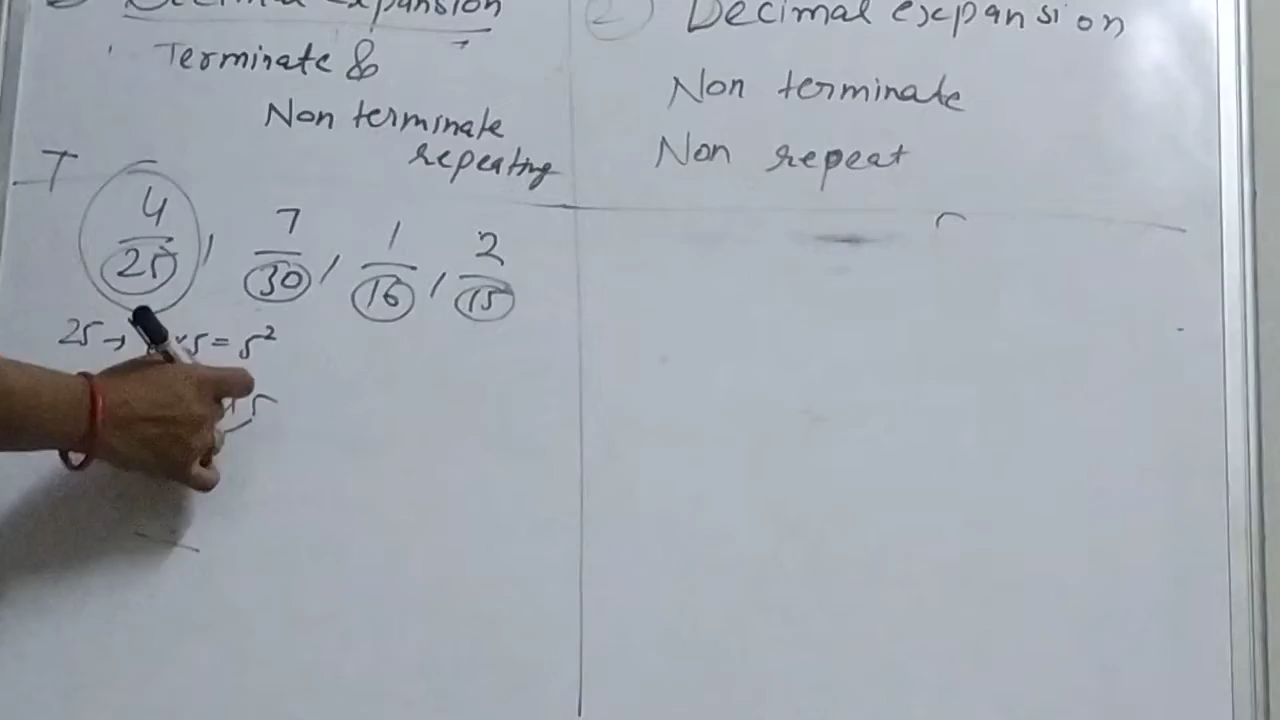 expansion
Terminate &
Non terminate
repeating
T
4/25, 7/30, 1/16, 2/15
25 → 5 = 5²
5
2 Decimal expansion
Non terminate
Non repeat